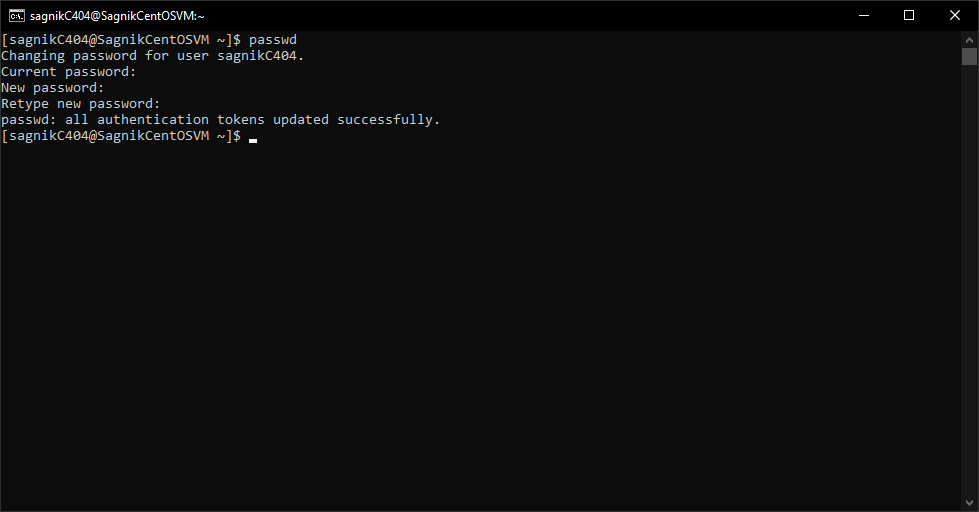 sagnikC404@SagnikCentOSVM:~
[sagnikC404@SagnikCentOSVM ~]$ passwd
Changing password for user sagnikC404.
Current password:
New password:
Retype new password:
passwd: all authentication tokens updated successfully.
[sagnikC404@SagnikCentOSVM ~]$